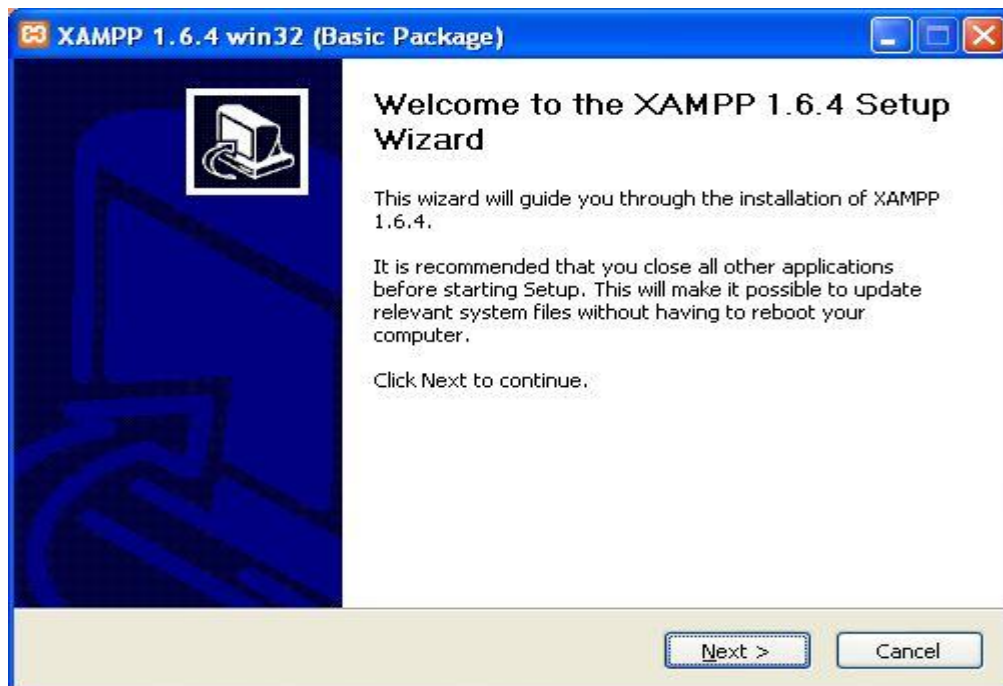 XAMPP 1.6.4 win32 (Basic Package)
Welcome to the XAMPP 1.6.4 Setup
Wizard
This wizard will guide you through the installation of XAMPP
1.6.4.
It is recommended that you close all other applications
before starting Setup. This will make it possible to update
relevant system files without having to reboot your
computer.
Click Next to continue.
Next >
Cancel